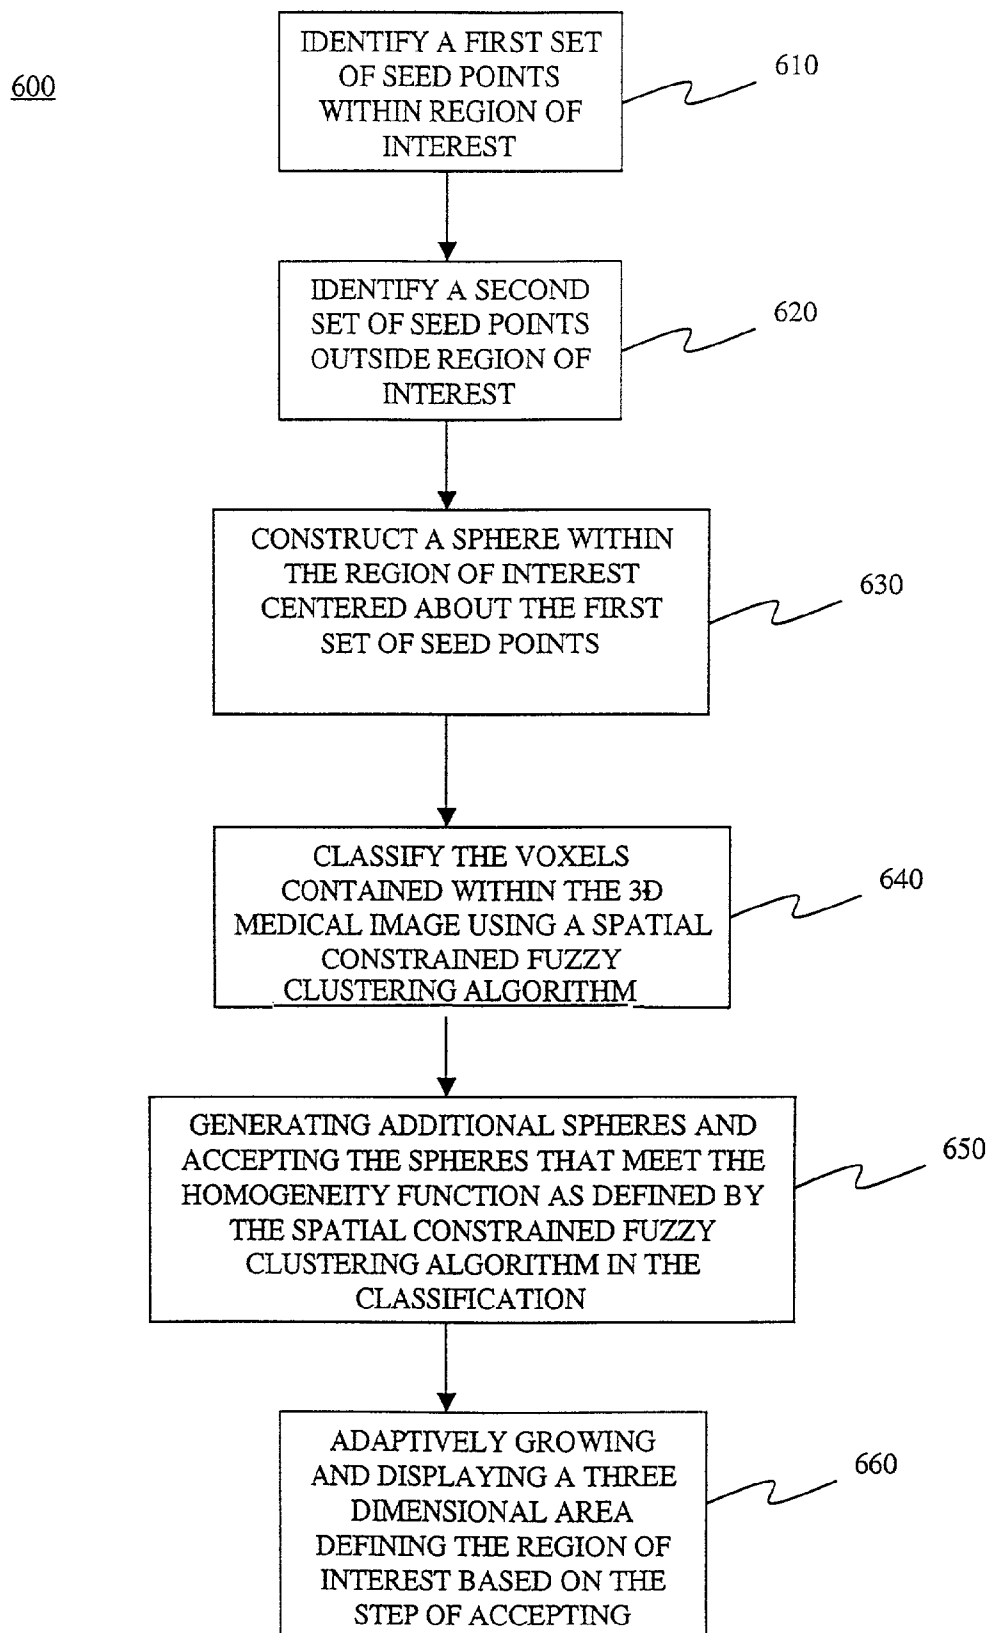 600
IDENTIFY A FIRST SET
OF SEED POINTS
WITHIN REGION OF
INTEREST
610
IDENTIFY A SECOND
SET OF SEED POINTS
OUTSIDE REGION OF
INTEREST
620
CONSTRUCT A SPHERE WITHIN
THE REGION OF INTEREST
CENTERED ABOUT THE FIRST
SET OF SEED POINTS
630
CLASSIFY THE VOXELS
CONTAINED WITHIN THE 3D
MEDICAL IMAGE USING A SPATIAL
CONSTRAINED FUZZY
CLUSTERING ALGORITHM
640
GENERATING ADDITIONAL SPHERES AND
ACCEPTING THE SPHERES THAT MEET THE
HOMOGENEITY FUNCTION AS DEFINED BY
THE SPATIAL CONSTRAINED FUZZY
CLUSTERING ALGORITHM IN THE
CLASSIFICATION
650
ADAPTIVELY GROWING
AND DISPLAYING A THREE
DIMENSIONAL AREA
DEFINING THE REGION OF
INTEREST BASED ON THE
STEP OF ACCEPTING
660